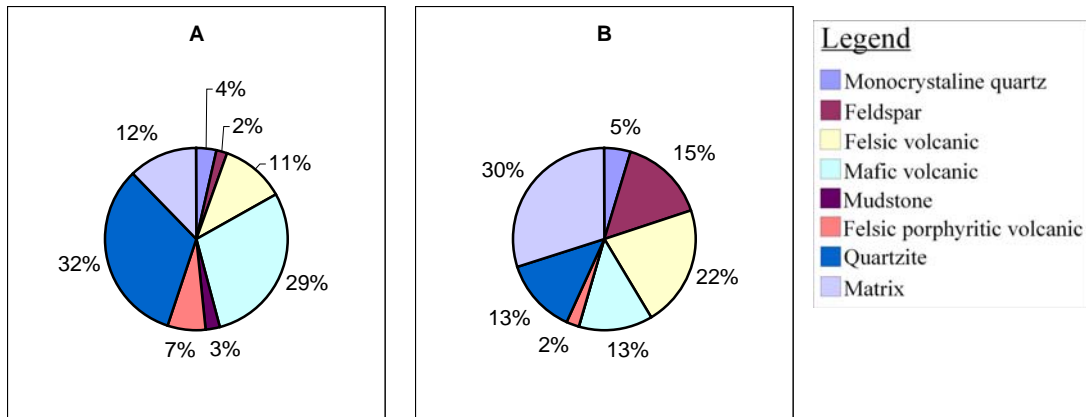 A
4%
2%
11%
29%
3%
7%
32%
12%
B
5%
15%
22%
13%
2%
13%
30%
Legend
Monocrystaline quartz
Feldspar
Felsic volcanic
Mafic volcanic
Mudstone
Felsic porphyritic volcanic
Quartzite
Matrix